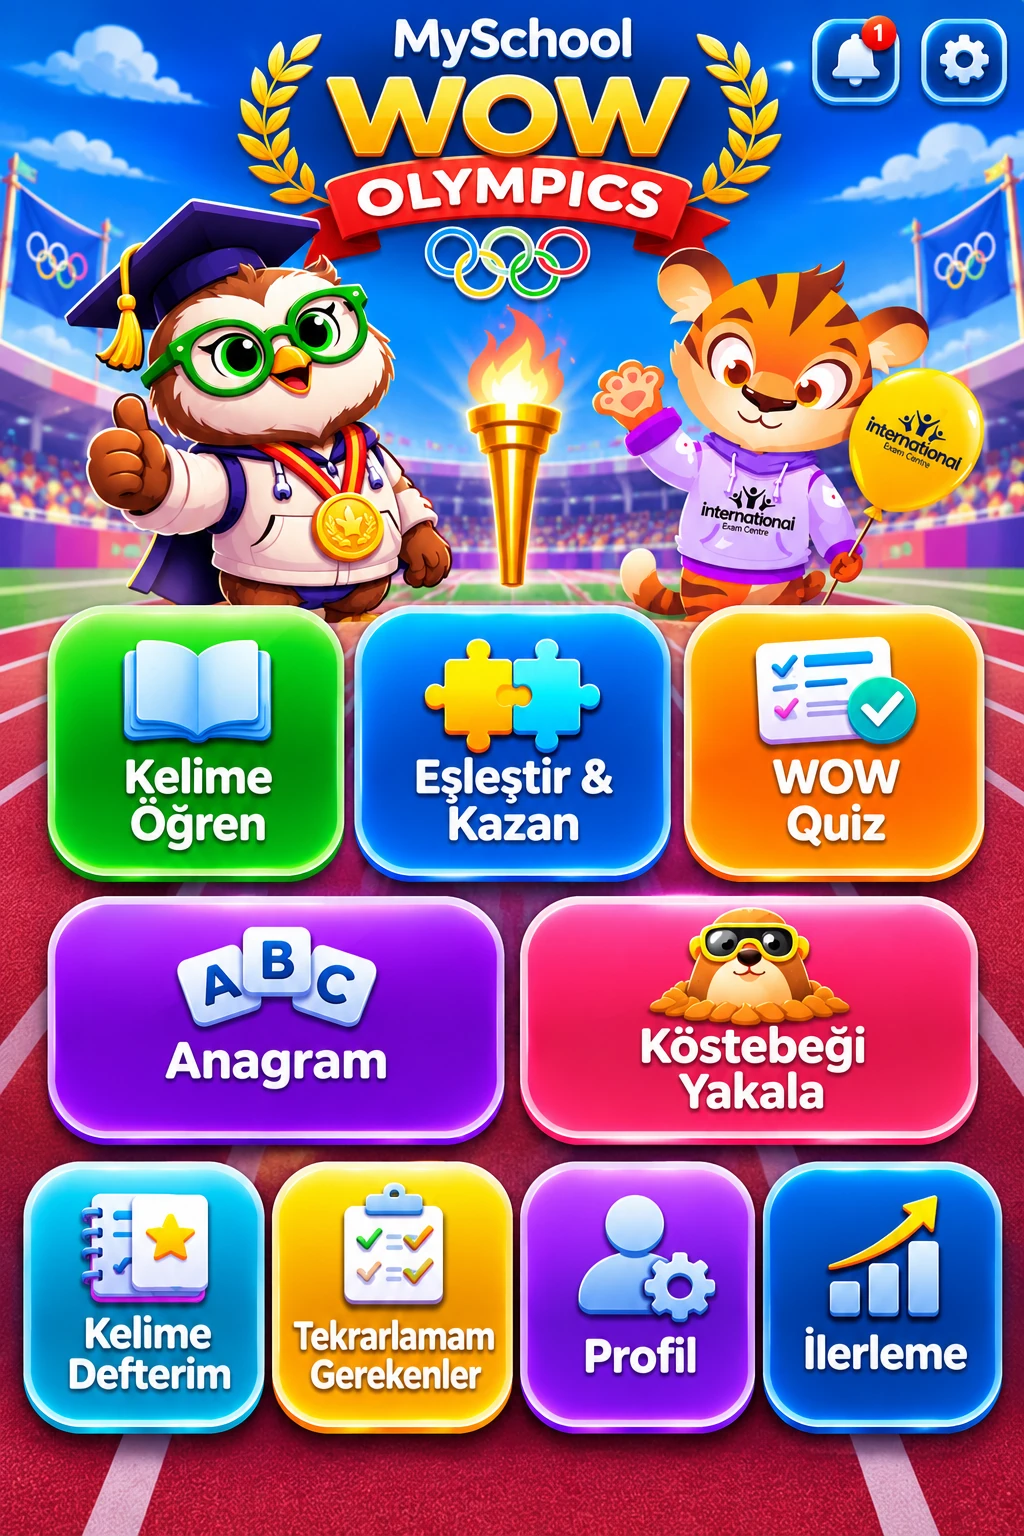 MySchool
WOW
OLYMPICS
1
international
Exam Centre
international
Exam Centre
Kelime
Öğren
Eşleştir &
Kazan
WOW
Quiz
A B C
Anagram
Köstebeği
Yakala
Kelime
Defterim
Tekrarlamam
Gerekenler
Profil
İlerleme